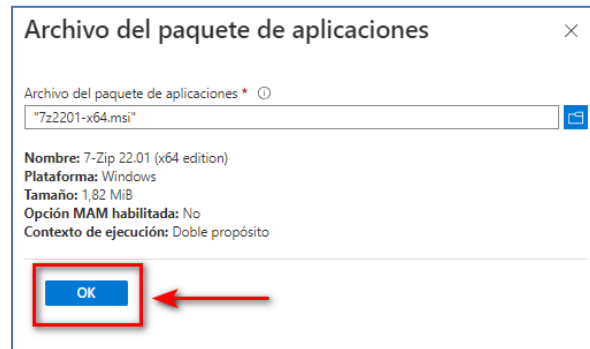 Archivo del paquete de aplicaciones
Archivo del paquete de aplicaciones *
"7z2201-x64.msi"
Nombre: 7-Zip 22.01 (x64 edition)
Plataforma: Windows
Tamaño: 1,82 MiB
Opción MAM habilitada: No
Contexto de ejecución: Doble propósito
OK